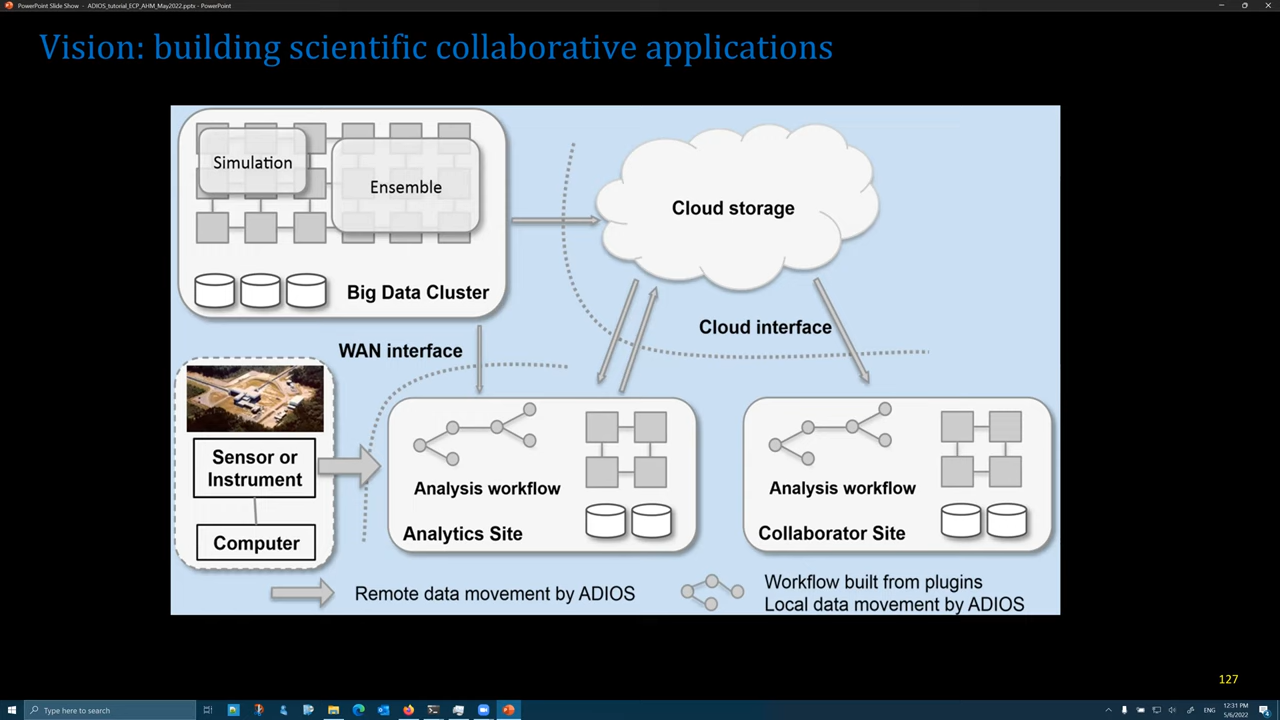 PowerPoint Slide Show - ADIOS_tutorial_ECP_AHM_May2022.pptx - PowerPoint
Vision: building scientific collaborative applications
Simulation
Ensemble
Big Data Cluster
Cloud storage
Cloud interface
WAN interface
Sensor or
Instrument
Computer
Analysis workflow
Analytics Site
Analysis workflow
Collaborator Site
Remote data movement by ADIOS
Workflow built from plugins
Local data movement by ADIOS
127
Type here to search
ENG
12:31 PM
5/6/2022